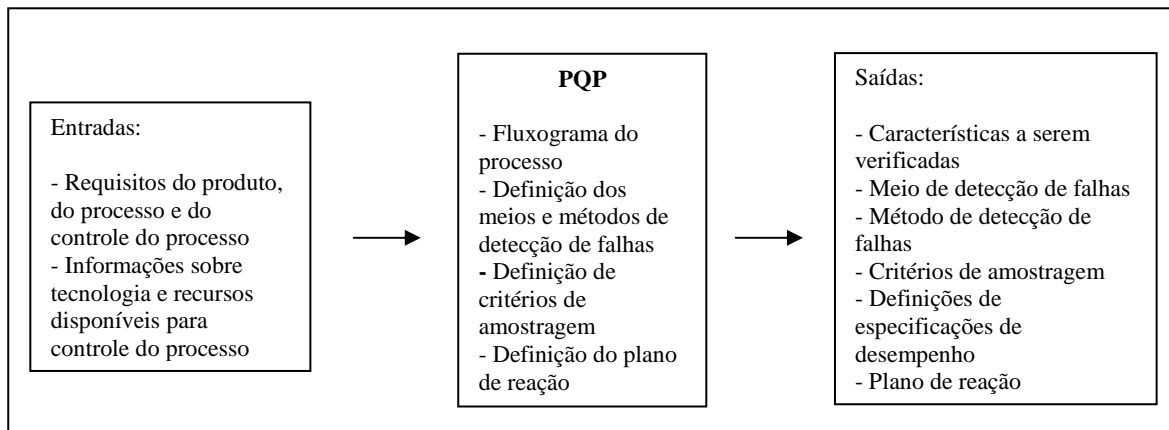 Entradas:
- Requisitos do produto,
do processo e do
controle do processo
- Informações sobre
tecnologia e recursos
disponíveis para
controle do processo
PQP
- Fluxograma do
processo
- Definição dos
meios e métodos de
detecção de falhas
- Definição de
critérios de
amostragem
- Definição do plano
de reação
Saídas:
- Características a serem
verificadas
- Meio de detecção de falhas
- Método de detecção de
falhas
- Critérios de amostragem
- Definições de
especificações de
desempenho
- Plano de reação